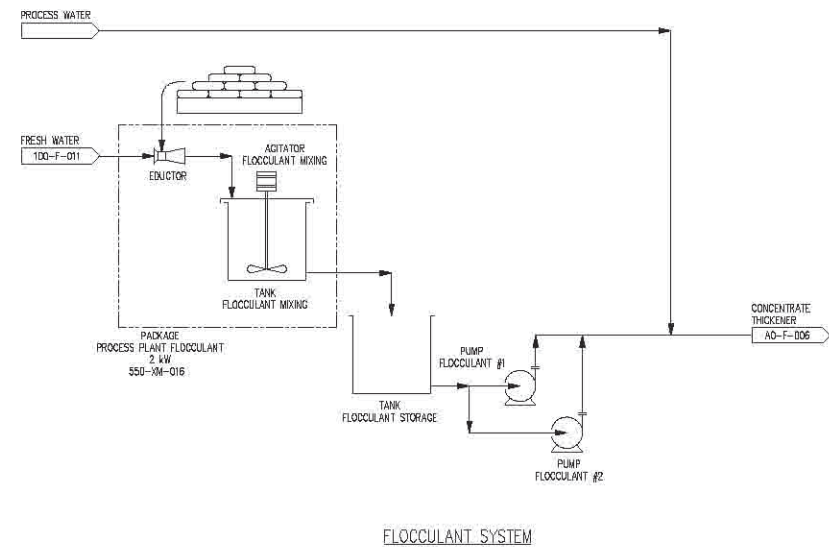 PROCESS WATER
FRESH WATER
1DQ-F-011
EDUCTOR
AGITATOR
FLOCCULANT MIXING
TANK
FLOCCULANT MIXING
PACKAGE
PROCESS PLANT FLOCCULANT
2 kW
550-XM-016
TANK
FLOCCULANT STORAGE
PUMP
FLOCCULANT #1
PUMP
FLOCCULANT #2
CONCENTRATE
THICKENER
AO-F-006
FLOCCULANT SYSTEM